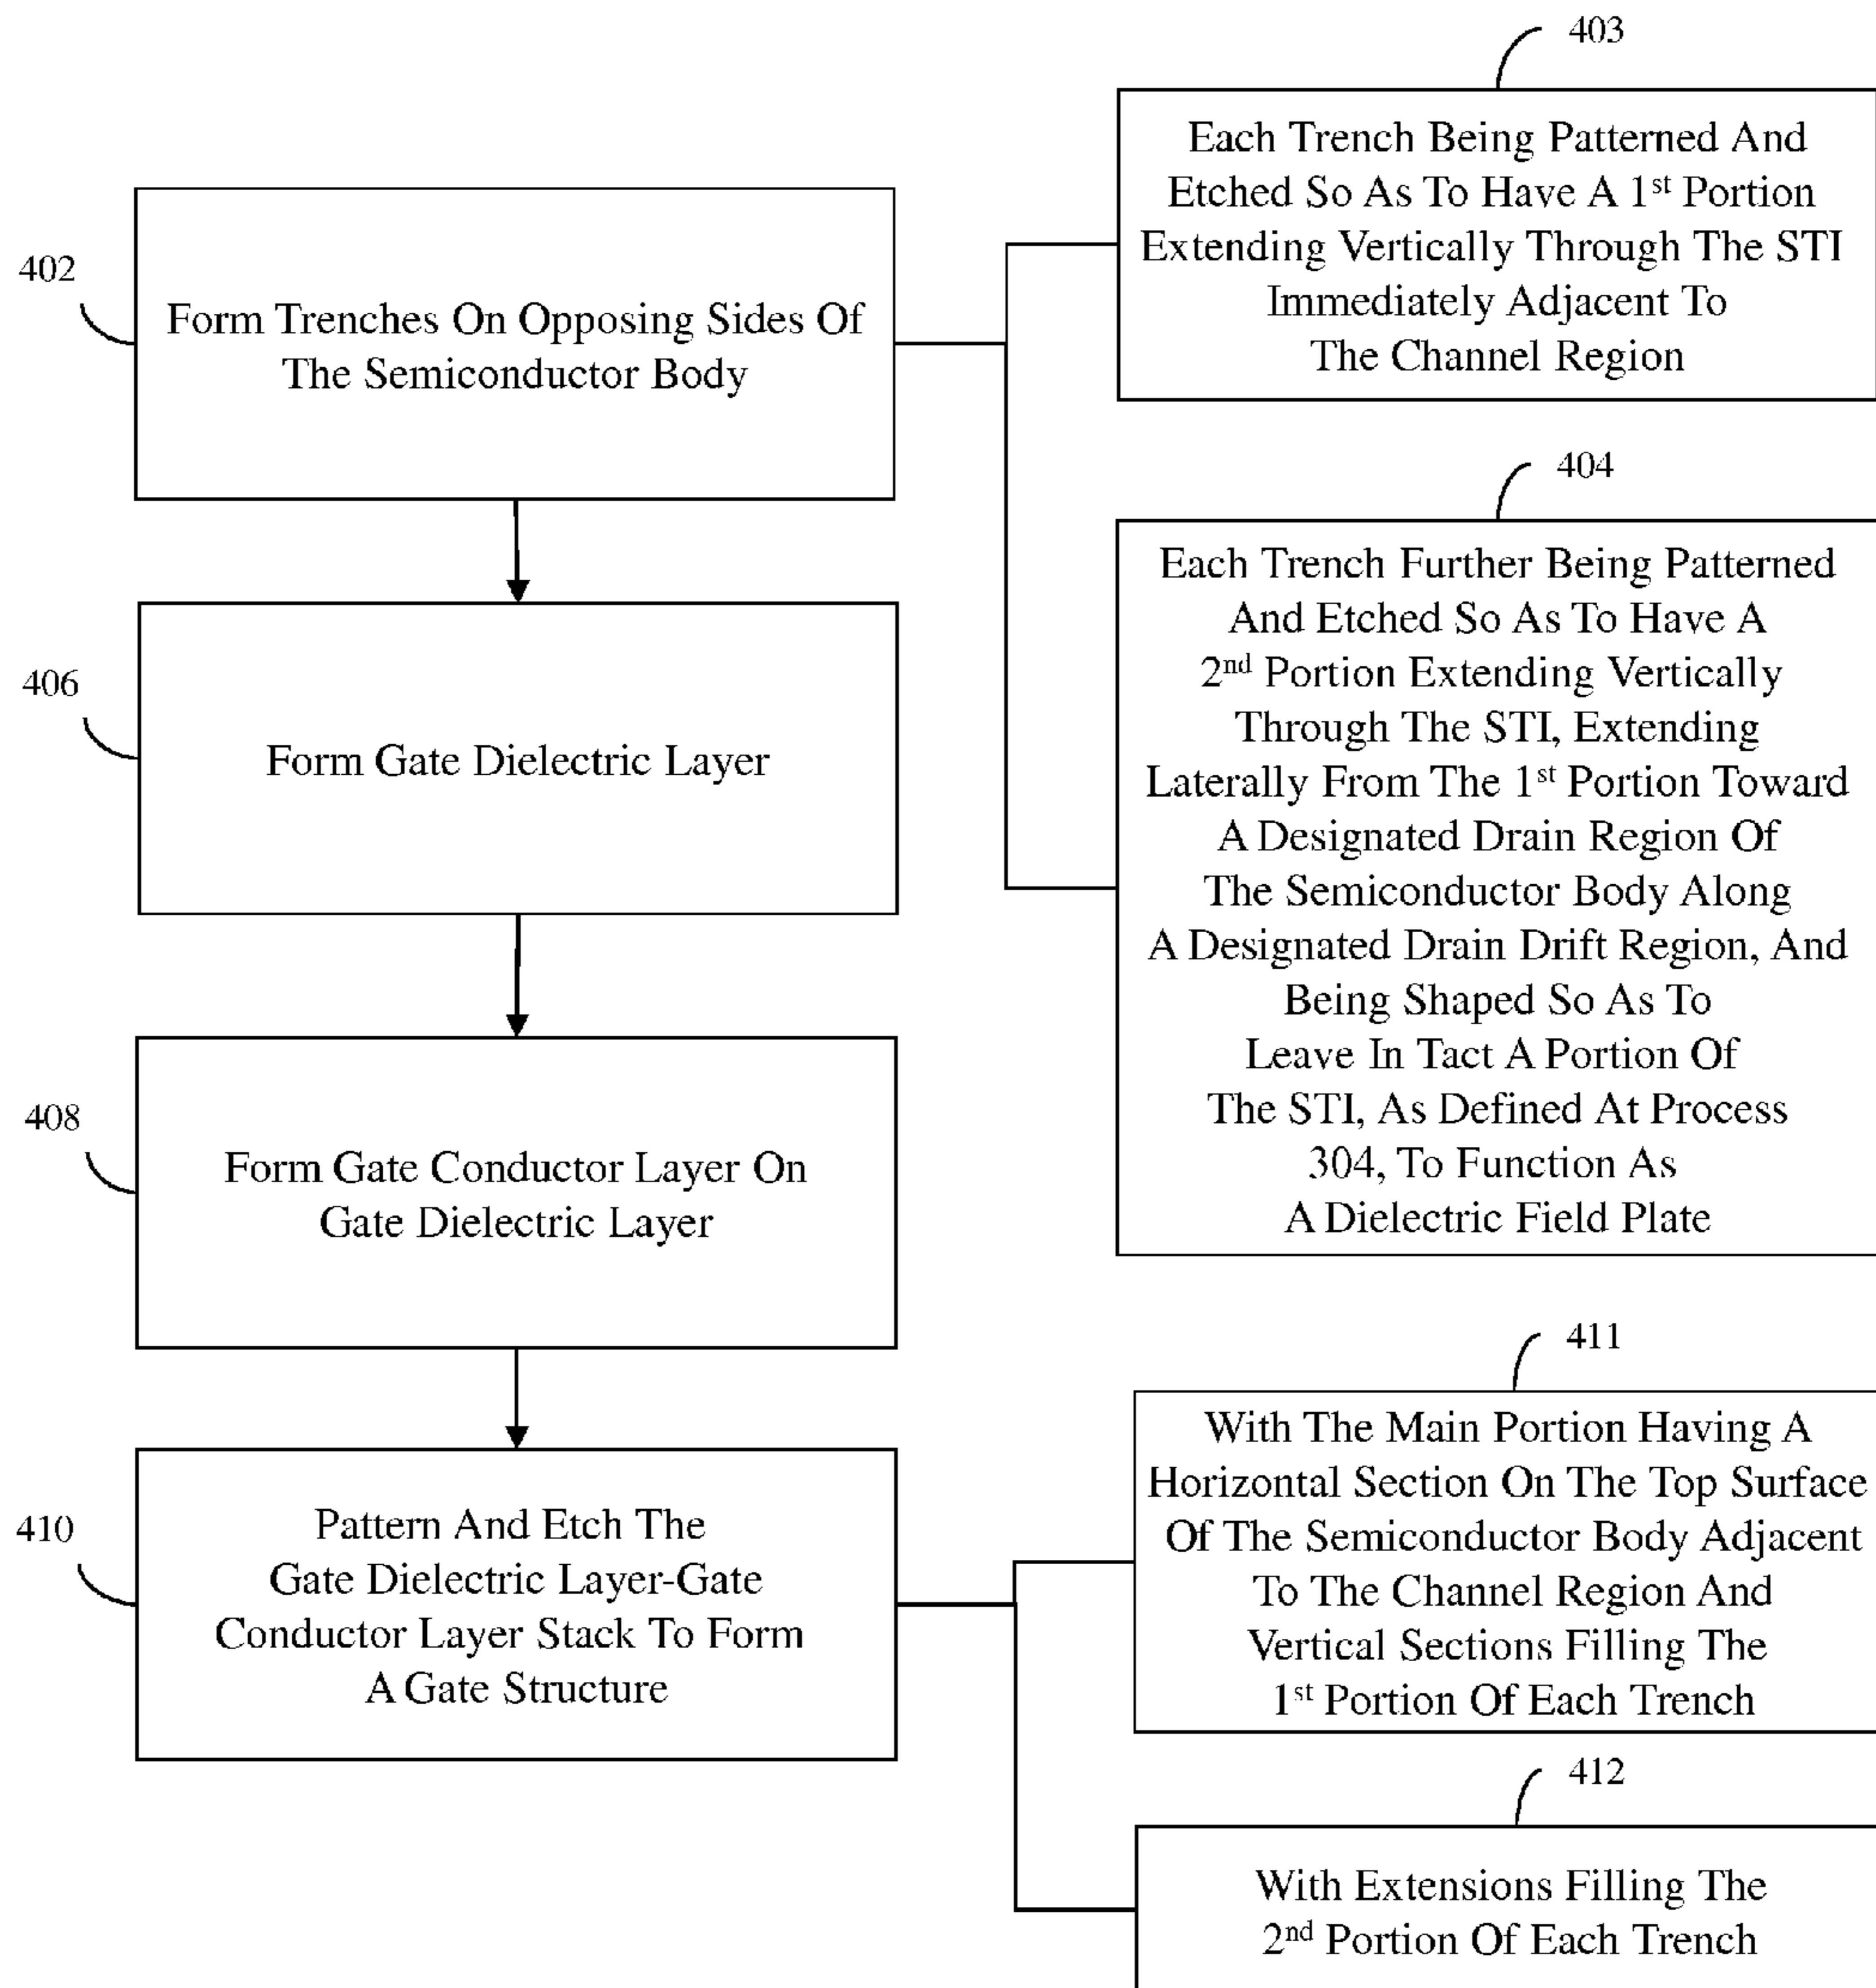 403
Each Trench Being Patterned And
Etched So As To Have A 1st Portion
Extending Vertically Through The STI
Immediately Adjacent To
The Channel Region
402
Form Trenches On Opposing Sides Of
The Semiconductor Body
404
Each Trench Further Being Patterned
And Etched So As To Have A
2nd Portion Extending Vertically
Through The STI, Extending
Laterally From The 1st Portion Toward
A Designated Drain Region Of
The Semiconductor Body Along
A Designated Drain Drift Region, And
Being Shaped So As To
Leave In Tact A Portion Of
The STI, As Defined At Process
304, To Function As
A Dielectric Field Plate
406
Form Gate Dielectric Layer
408
Form Gate Conductor Layer On
Gate Dielectric Layer
410
Pattern And Etch The
Gate Dielectric Layer-Gate
Conductor Layer Stack To Form
A Gate Structure
411
With The Main Portion Having A
Horizontal Section On The Top Surface
Of The Semiconductor Body Adjacent
To The Channel Region And
Vertical Sections Filling The
1st Portion Of Each Trench
412
With Extensions Filling The
2nd Portion Of Each Trench